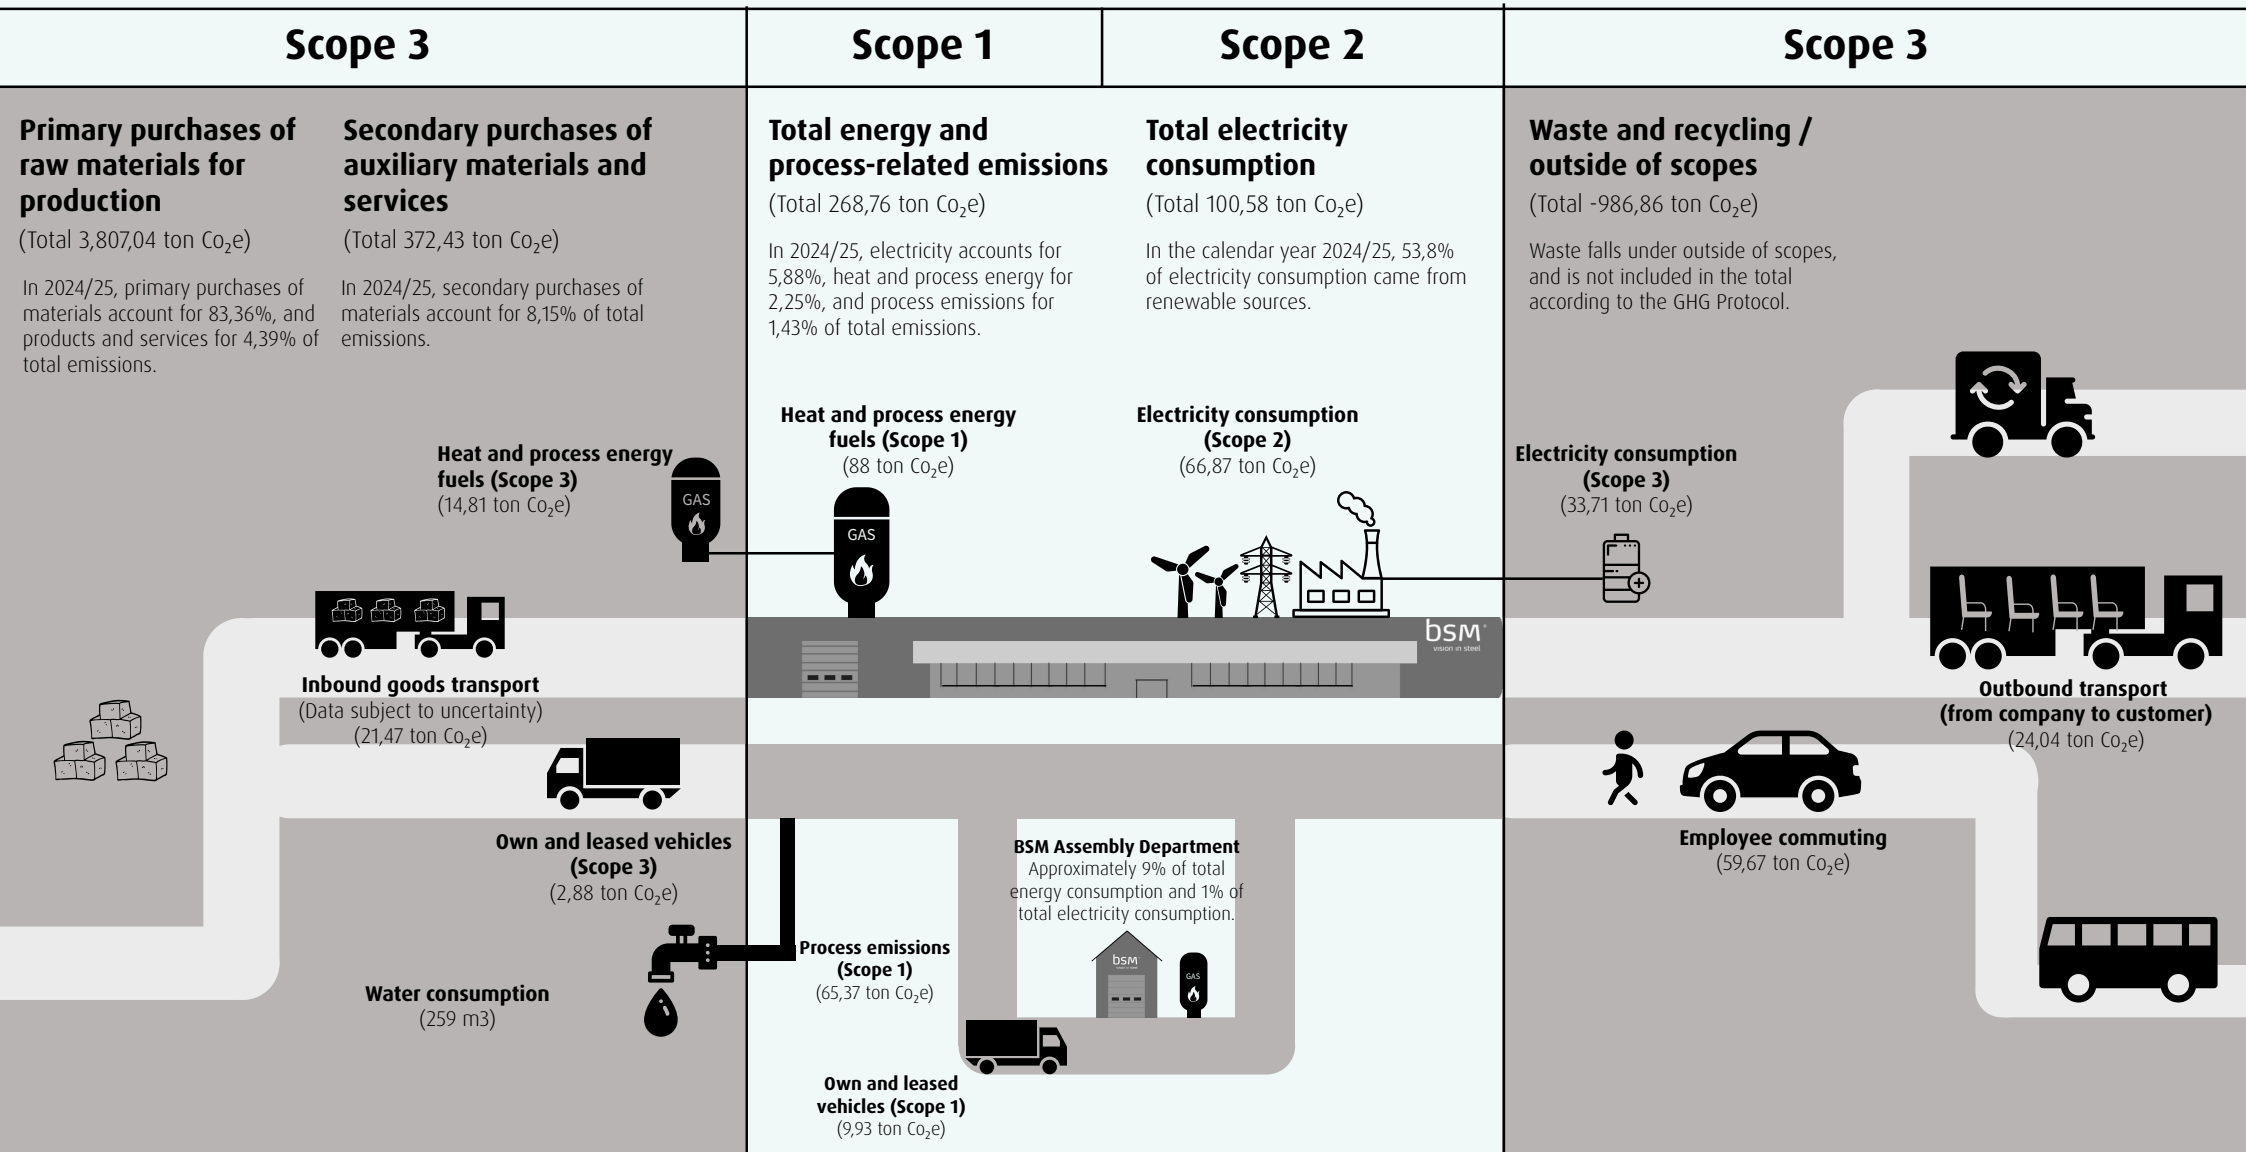 Scope 3
Scope 1
Scope 2
Scope 3
Primary purchases of
raw materials for
production
(Total 3,807,04 ton Co₂e)
In 2024/25, primary purchases of
materials account for 83,36%, and
products and services for 4,39% of
total emissions.
Secondary purchases of
auxiliary materials and
services
(Total 372,43 ton Co₂e)
In 2024/25, secondary purchases of
materials account for 8,15% of total
emissions.
Total energy and
process-related emissions
(Total 268,76 ton Co₂e)
In 2024/25, electricity accounts for
5,88%, heat and process energy for
2,25%, and process emissions for
1,43% of total emissions.
Total electricity
consumption
(Total 100,58 ton Co₂e)
In the calendar year 2024/25, 53,8%
of electricity consumption came from
renewable sources.
Waste and recycling /
outside of scopes
(Total -986,86 ton Co₂e)
Waste falls under outside of scopes,
and is not included in the total
according to the GHG Protocol.
Heat and process energy
fuels (Scope 3)
(14,81 ton Co₂e)
GAS
Heat and process energy
fuels (Scope 1)
(88 ton Co₂e)
GAS
Electricity consumption
(Scope 2)
(66,87 ton Co₂e)
Electricity consumption
(Scope 3)
(33,71 ton Co₂e)
bsm
vision in steel
Inbound goods transport
(Data subject to uncertainty)
(21,47 ton Co₂e)
Outbound transport
(from company to customer)
(24,04 ton Co₂e)
Own and leased vehicles
(Scope 3)
(2,88 ton Co₂e)
BSM Assembly Department
Approximately 9% of total
energy consumption and 1% of
total electricity consumption.
Employee commuting
(59,67 ton Co₂e)
Process emissions
(Scope 1)
(65,37 ton Co₂e)
bsm
vision in steel
GAS
Water consumption
(259 m3)
Own and leased
vehicles (Scope 1)
(9,93 ton Co₂e)